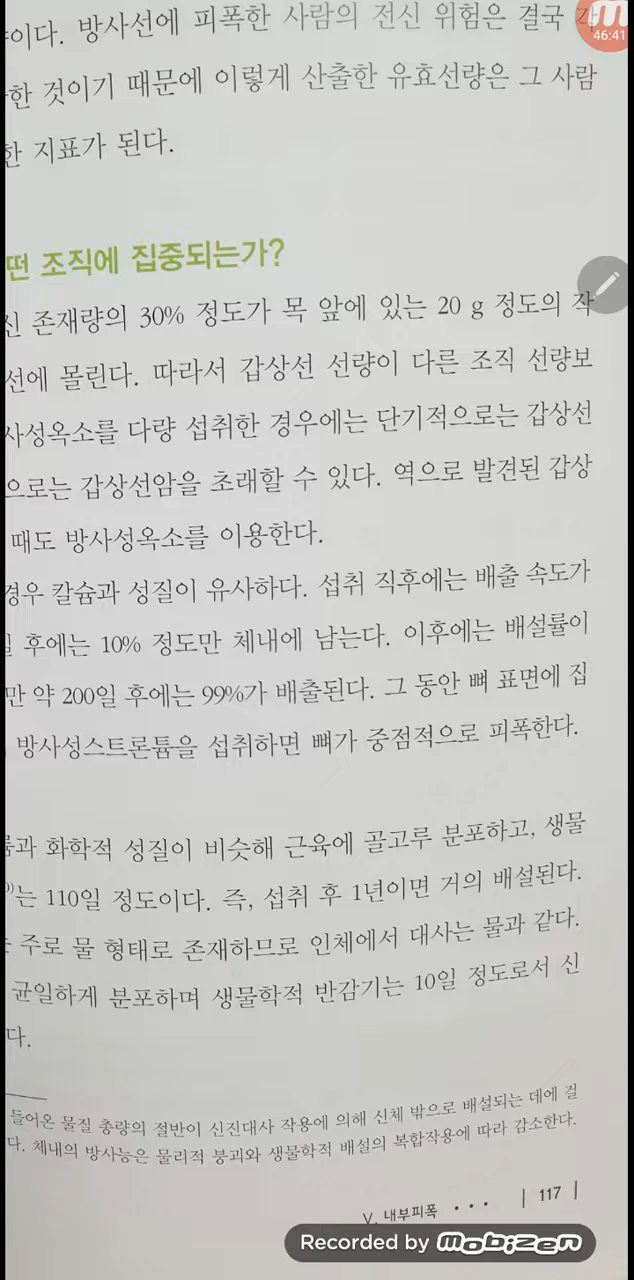 이다. 방사선에 피폭한 사람의 전신 위험은 결국
46:41
한 것이기 때문에 이렇게 산출한 유효선량은 그 사람
한 지표가 된다.
떤 조직에 집중되는가?
신 존재량의 30% 정도가 목 앞에 있는 20 g 정도의 작
선에 몰린다. 따라서 갑상선 선량이 다른 조직 선량보
사성옥소를 다량 섭취한 경우에는 단기적으로는 갑상선
으로는 갑상선암을 초래할 수 있다. 역으로 발견된 갑상
때도 방사성옥소를 이용한다.
경우 칼슘과 성질이 유사하다. 섭취 직후에는 배출 속도가
후에는 10% 정도만 체내에 남는다. 이후에는 배설률이
만 약 200일 후에는 99%가 배출된다. 그 동안 뼈 표면에 집
방사성스트론튬을 섭취하면 뼈가 중점적으로 피폭한다.
륨과 화학적 성질이 비슷해 근육에 골고루 분포하고, 생물
는 110일 정도이다. 즉, 섭취 후 1년이면 거의 배설된다.
주로 물 형태로 존재하므로 인체에서 대사는 물과 같다.
균일하게 분포하며 생물학적 반감기는 10일 정도로서 신
다.
들어온 물질 총량의 절반이 신진대사 작용에 의해 신체 밖으로 배설되는 데에 걸
다. 체내의 방사능은 물리적 붕괴와 생물학적 배설의 복합작용에 따라 감소한다.
V. 내부피폭 • • • | 117 |
Recorded by mobizen